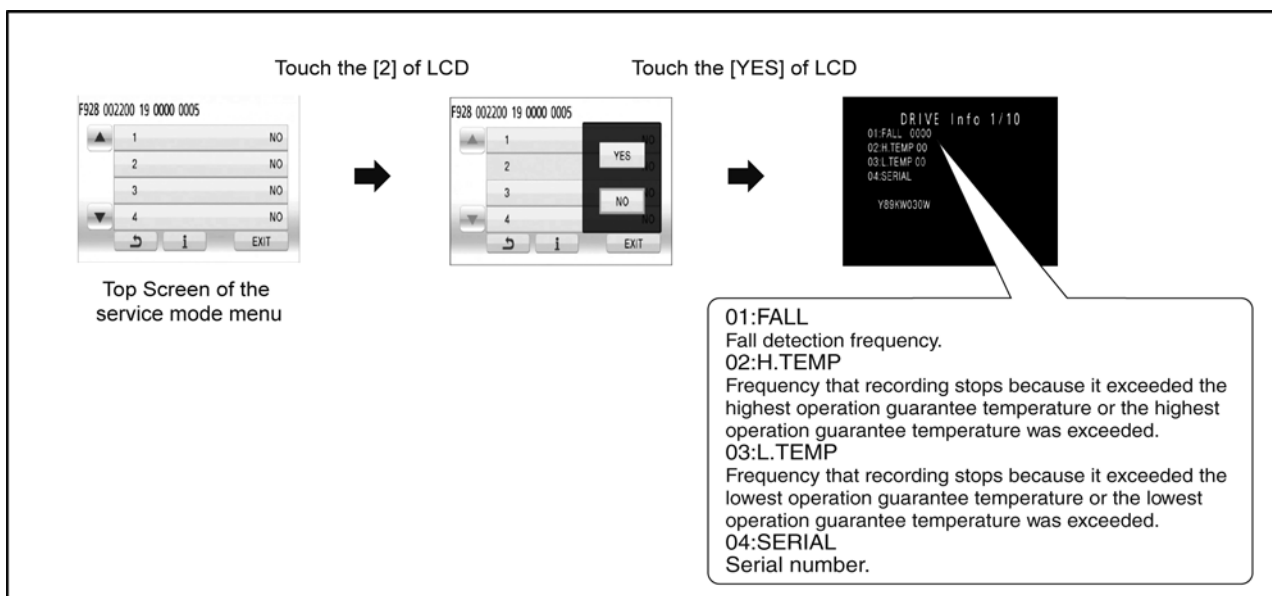 Touch the [2] of LCD
Touch the [YES] of LCD
F928 002200 19 0000 0005
1 NO
2 NO
3 NO
4 NO
i EXIT
Top Screen of the
service mode menu
F928 002200 19 0000 0005
1 NO
2
3
4 NO
YES
NO
i EXIT
DRIVE Info 1/10
01:FALL 0000
02:H.TEMP 00
03:L.TEMP 00
04:SERIAL
Y89KW030W
01:FALL
Fall detection frequency.
02:H.TEMP
Frequency that recording stops because it exceeded the
highest operation guarantee temperature or the highest
operation guarantee temperature was exceeded.
03:L.TEMP
Frequency that recording stops because it exceeded the
lowest operation guarantee temperature or the lowest
operation guarantee temperature was exceeded.
04:SERIAL
Serial number.